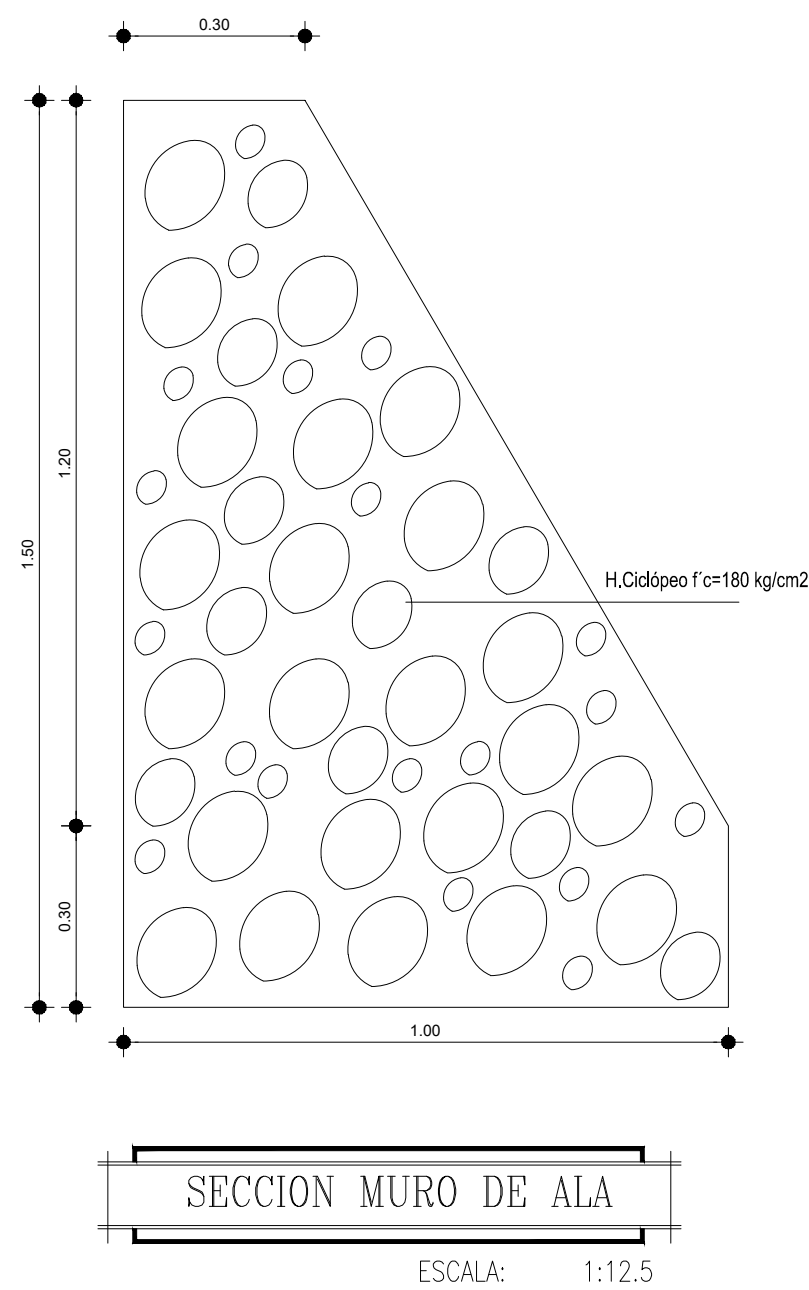 0.30
1.20
1.50
H.Ciclópeo f´c=180 kg/cm2
0.30
1.00
SECCION MURO DE ALA
ESCALA: 1:12.5